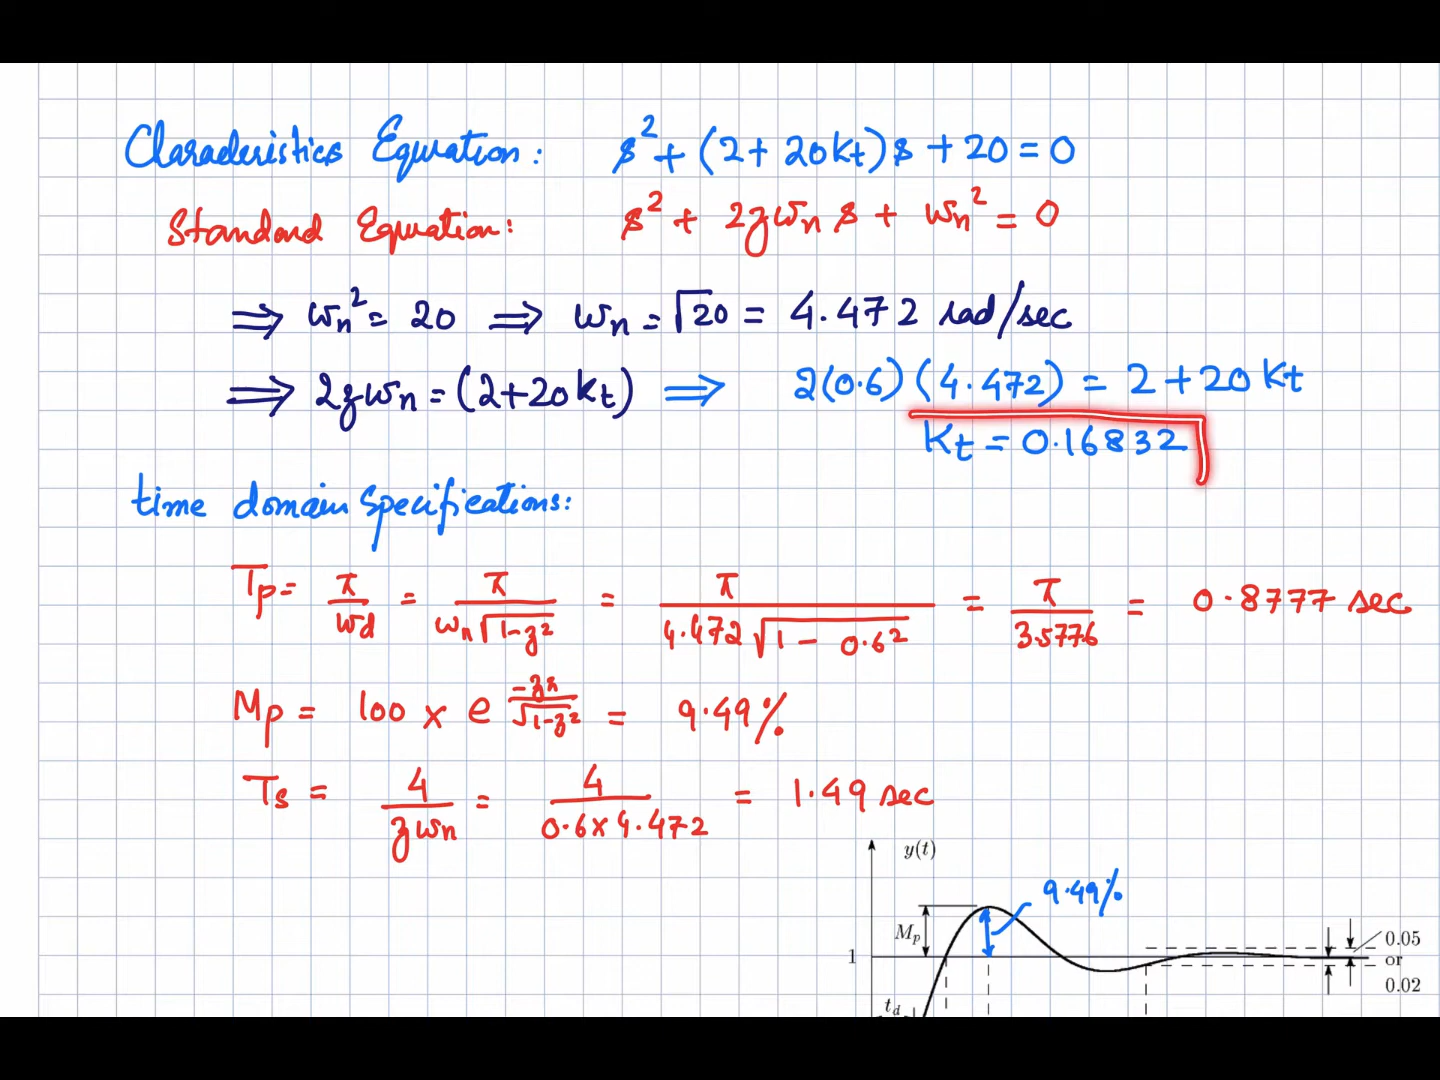 Characteristics Equation: s² + (2 + 20Kt)s + 20 = 0
Standard Equation: s² + 2ζωn s + ωn² = 0
⟹ ωn² = 20 ⟹ ωn = √20 = 4.472 rad/sec
⟹ 2ζωn = (2+20Kt) ⟹ 2(0.6)(4.472) = 2 + 20Kt
Kt = 0.16832
time domain specifications:
Tp = π/ωd = π/(ωn√(1-ζ²)) = π/(4.472√(1 - 0.6²)) = π/3.5776 = 0.8777 sec
Mp = 100 × e^(-ζπ/√(1-ζ²)) = 9.49%
Ts = 4/(ζωn) = 4/(0.6×4.472) = 1.49 sec
y(t)
9.49%
Mp
0.05
1
or
0.02
td